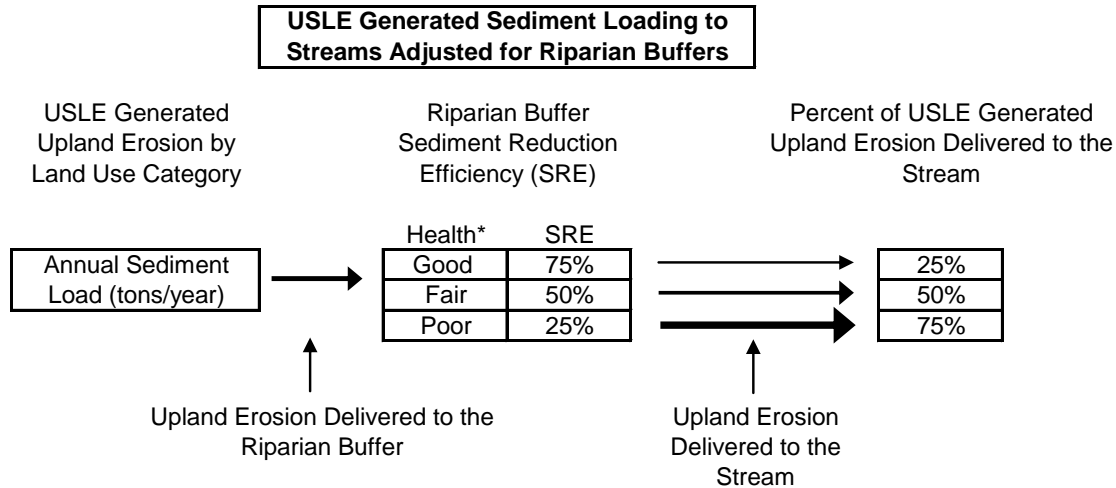 USLE Generated Sediment Loading to
Streams Adjusted for Riparian Buffers
USLE Generated
Upland Erosion by
Land Use Category
Riparian Buffer
Sediment Reduction
Efficiency (SRE)
Percent of USLE Generated
Upland Erosion Delivered to the
Stream
Annual Sediment
Load (tons/year)
Health* SRE
Good 75%
Fair 50%
Poor 25%
25%
50%
75%
Upland Erosion Delivered to the
Riparian Buffer
Upland Erosion
Delivered to the
Stream